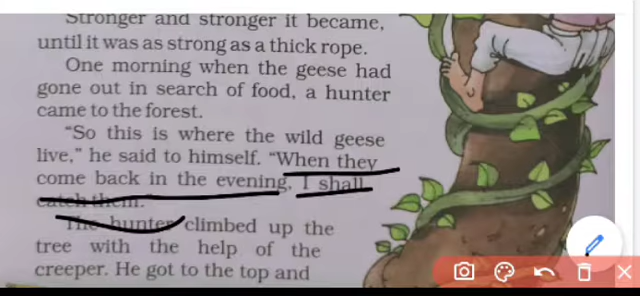 Stronger and stronger it became,
until it was as strong as a thick rope.
One morning when the geese had
gone out in search of food, a hunter
came to the forest.
"So this is where the wild geese
live," he said to himself. "When they
come back in the evening, I shall
catch them."
The hunter climbed up the
tree with the help of the
creeper. He got to the top and